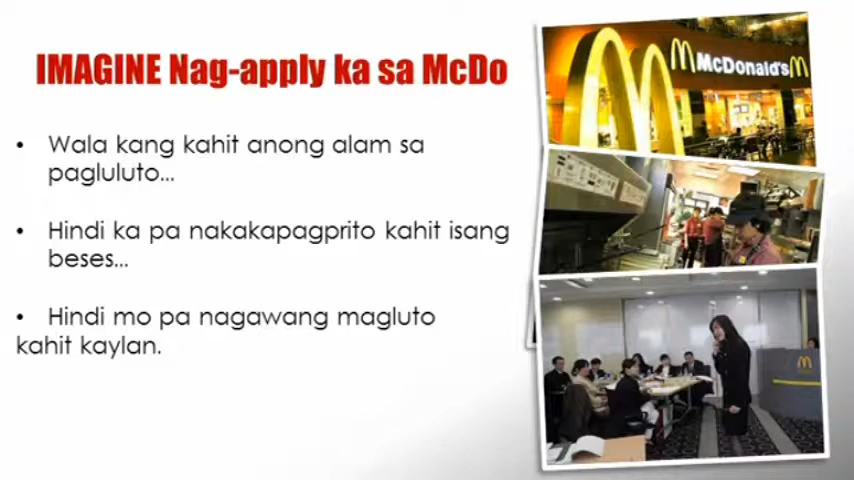 IMAGINE Nag-apply ka sa McDo
• Wala kang kahit anong alam sa
pagluluto...
• Hindi ka pa nakakapagprito kahit isang
beses...
• Hindi mo pa nagawang magluto
kahit kaylan.
McDonald's